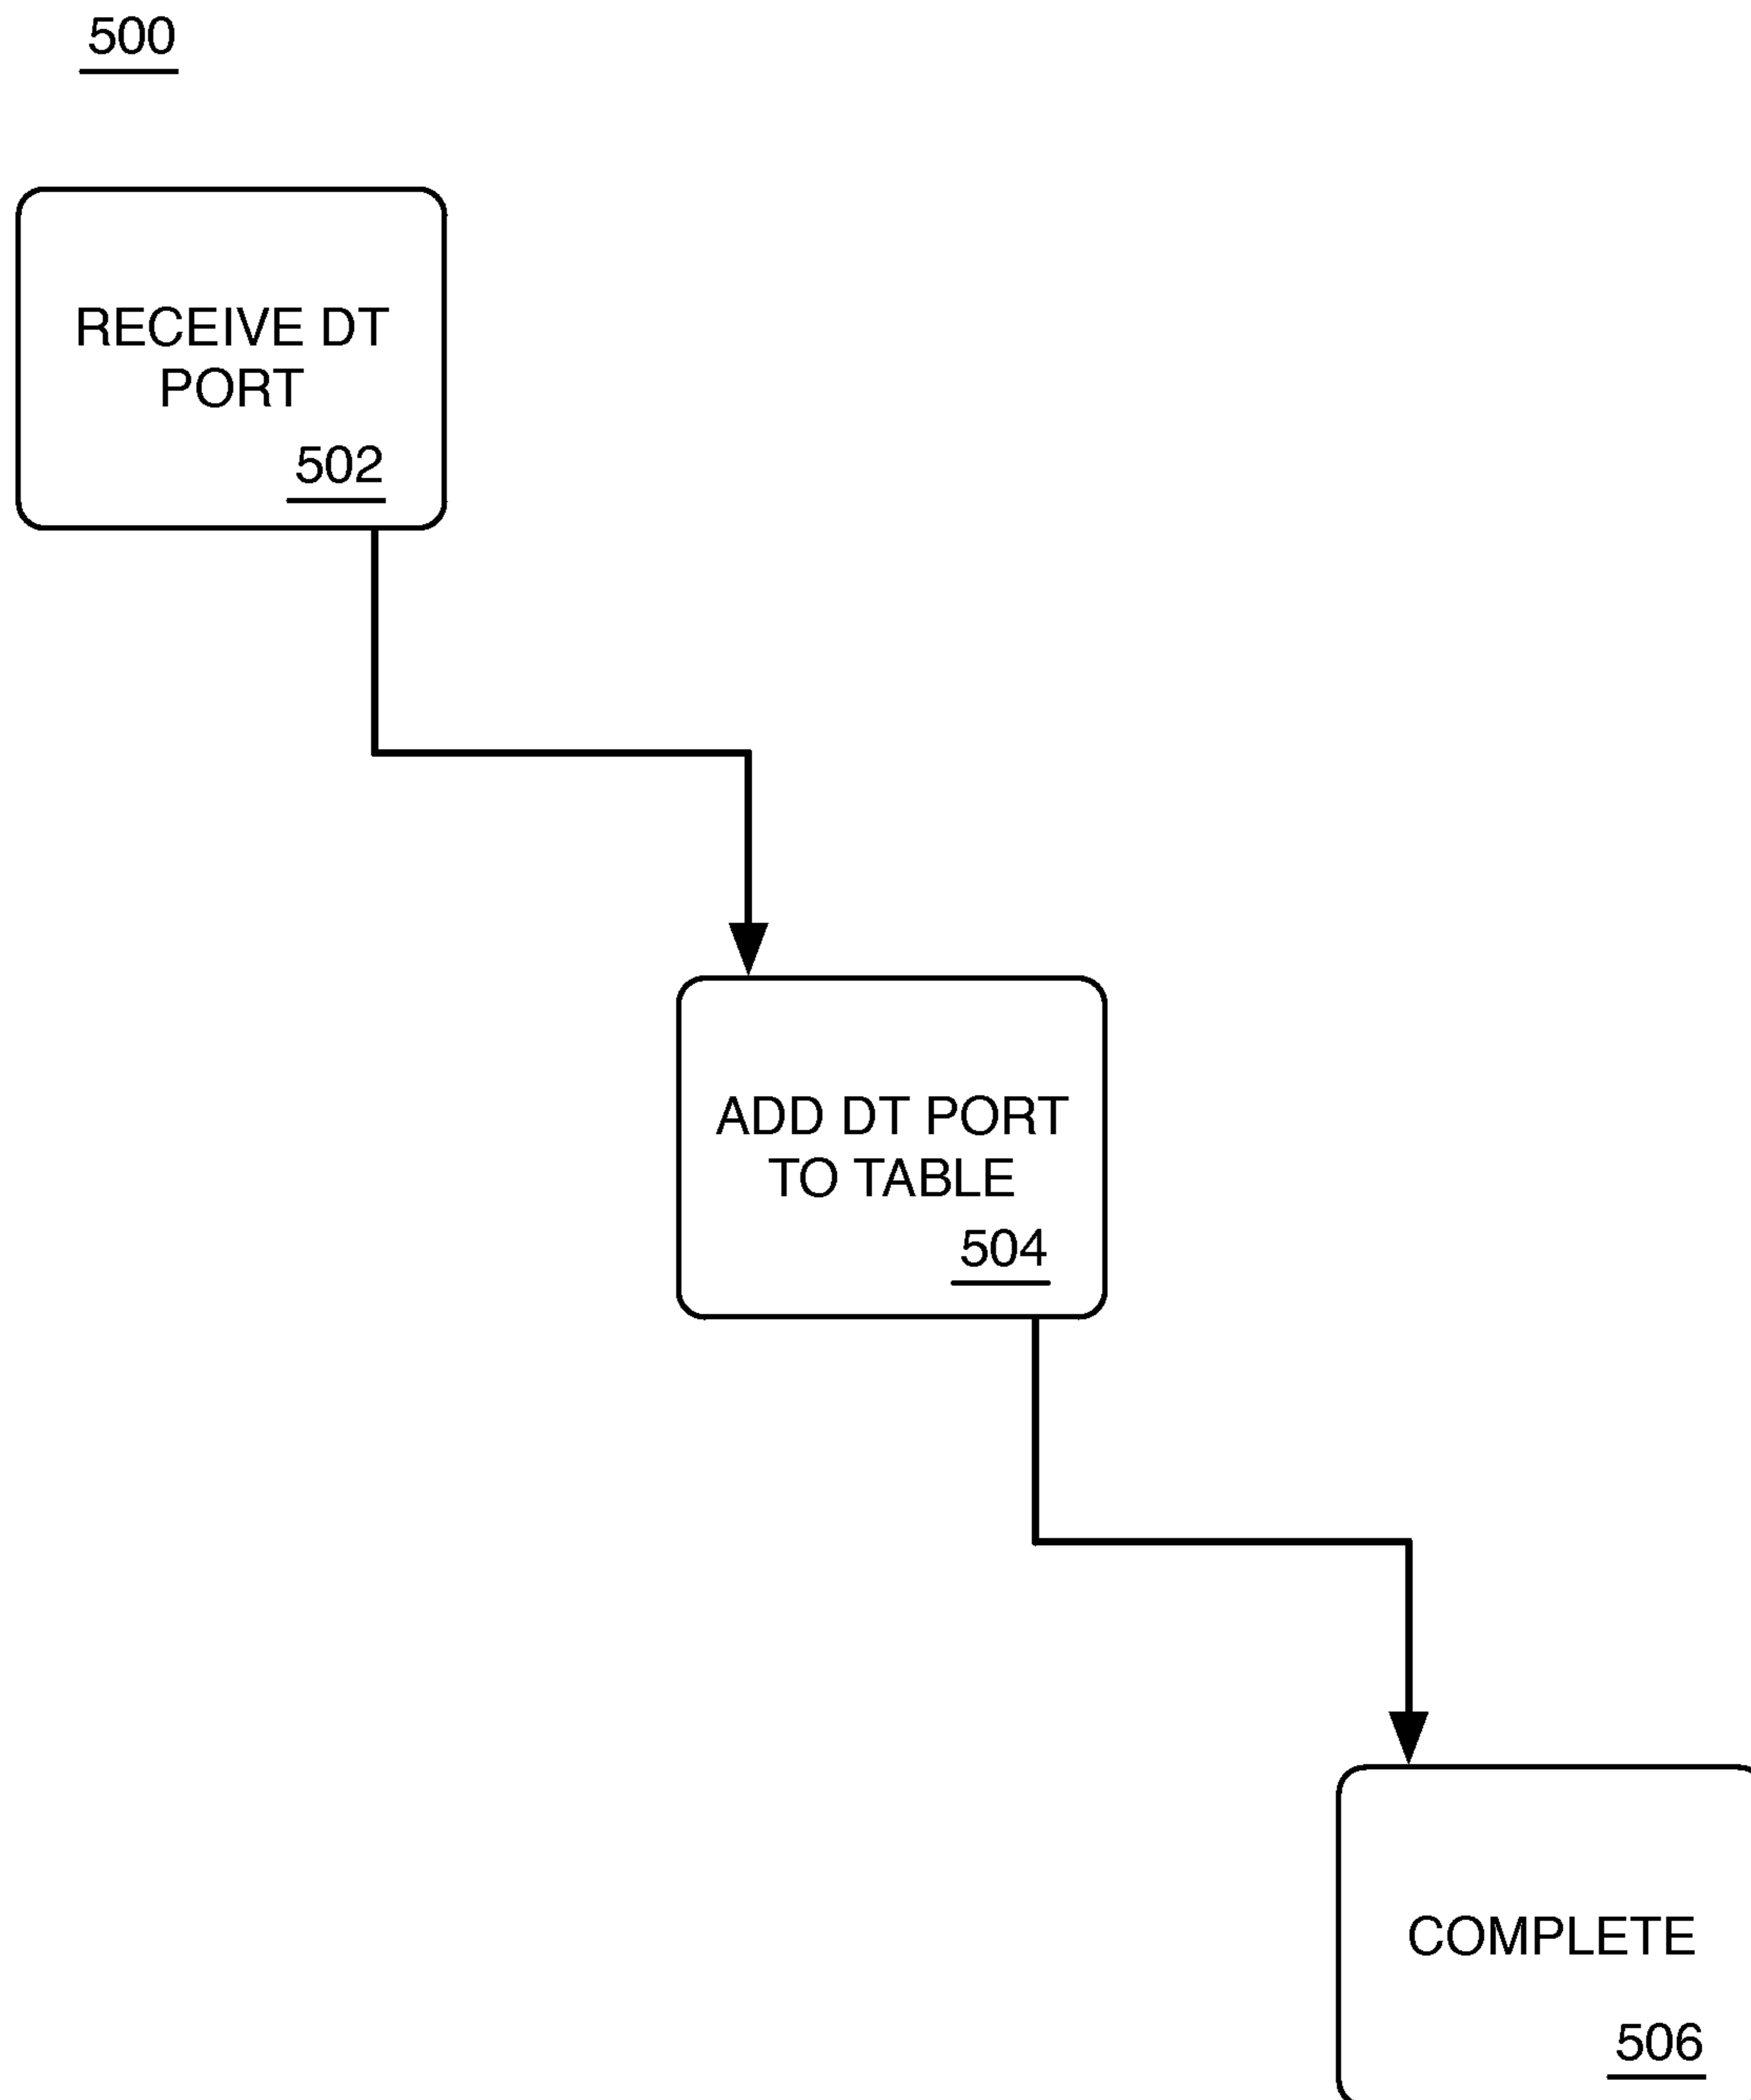 500
RECEIVE DT
PORT
502
ADD DT PORT
TO TABLE
504
COMPLETE
506